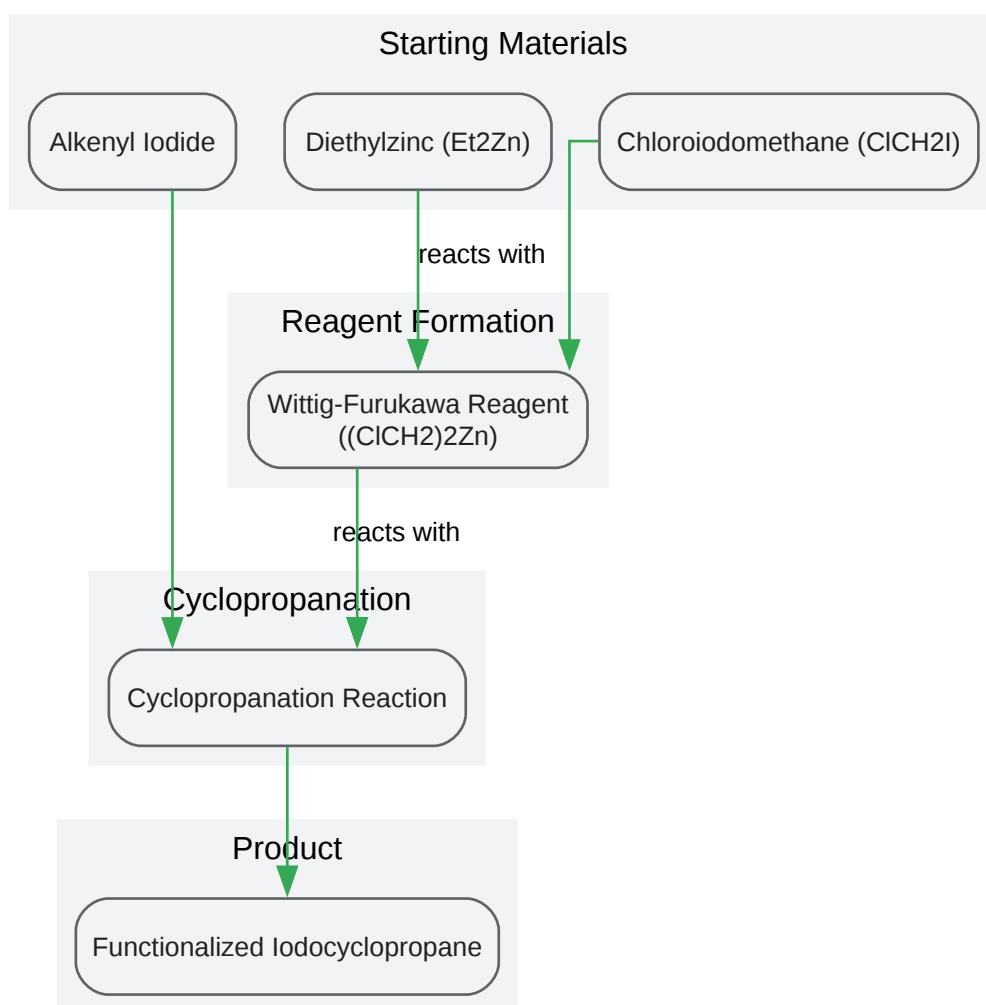 Starting Materials
Alkenyl Iodide
Diethylzinc (Et2Zn)
Chloroiodomethane (ClCH2I)
reacts with
Reagent Formation
Wittig-Furukawa Reagent
((ClCH2)2Zn)
reacts with
Cyclopropanation
Cyclopropanation Reaction
Product
Functionalized Iodocyclopropane